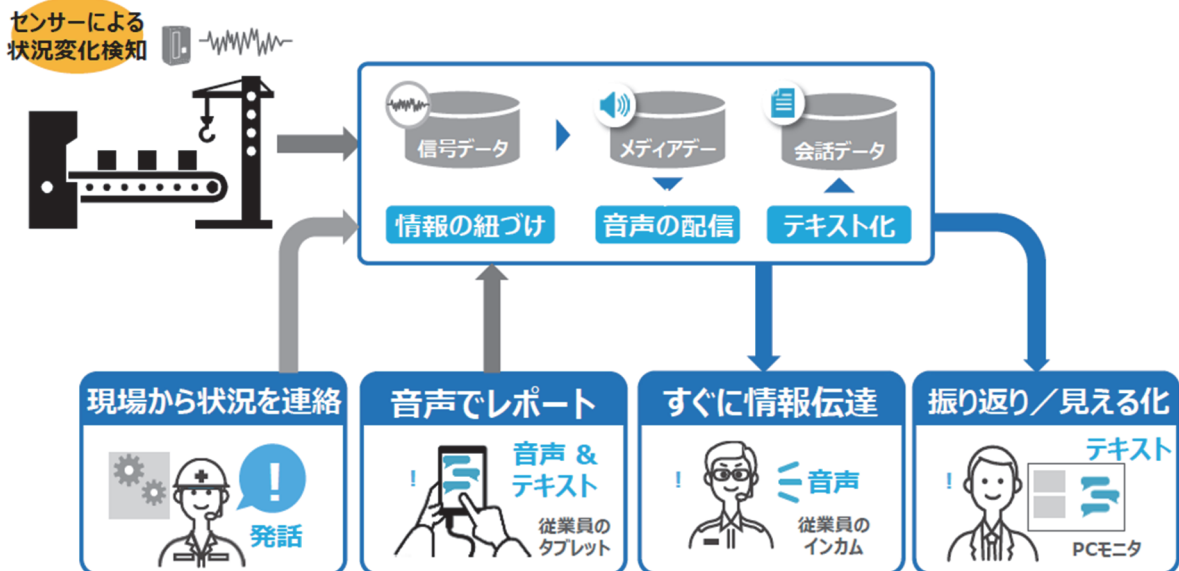 センサーによる
状況変化検知
信号データ
メディアデー
会話データ
情報の紐づけ
音声の配信
テキスト化
現場から状況を連絡
!
発話
音声でレポート
!
音声 &
テキスト
従業員の
タブレット
すぐに情報伝達
!
音声
従業員の
インカム
振り返り／見える化
!
テキスト
PCモニタ